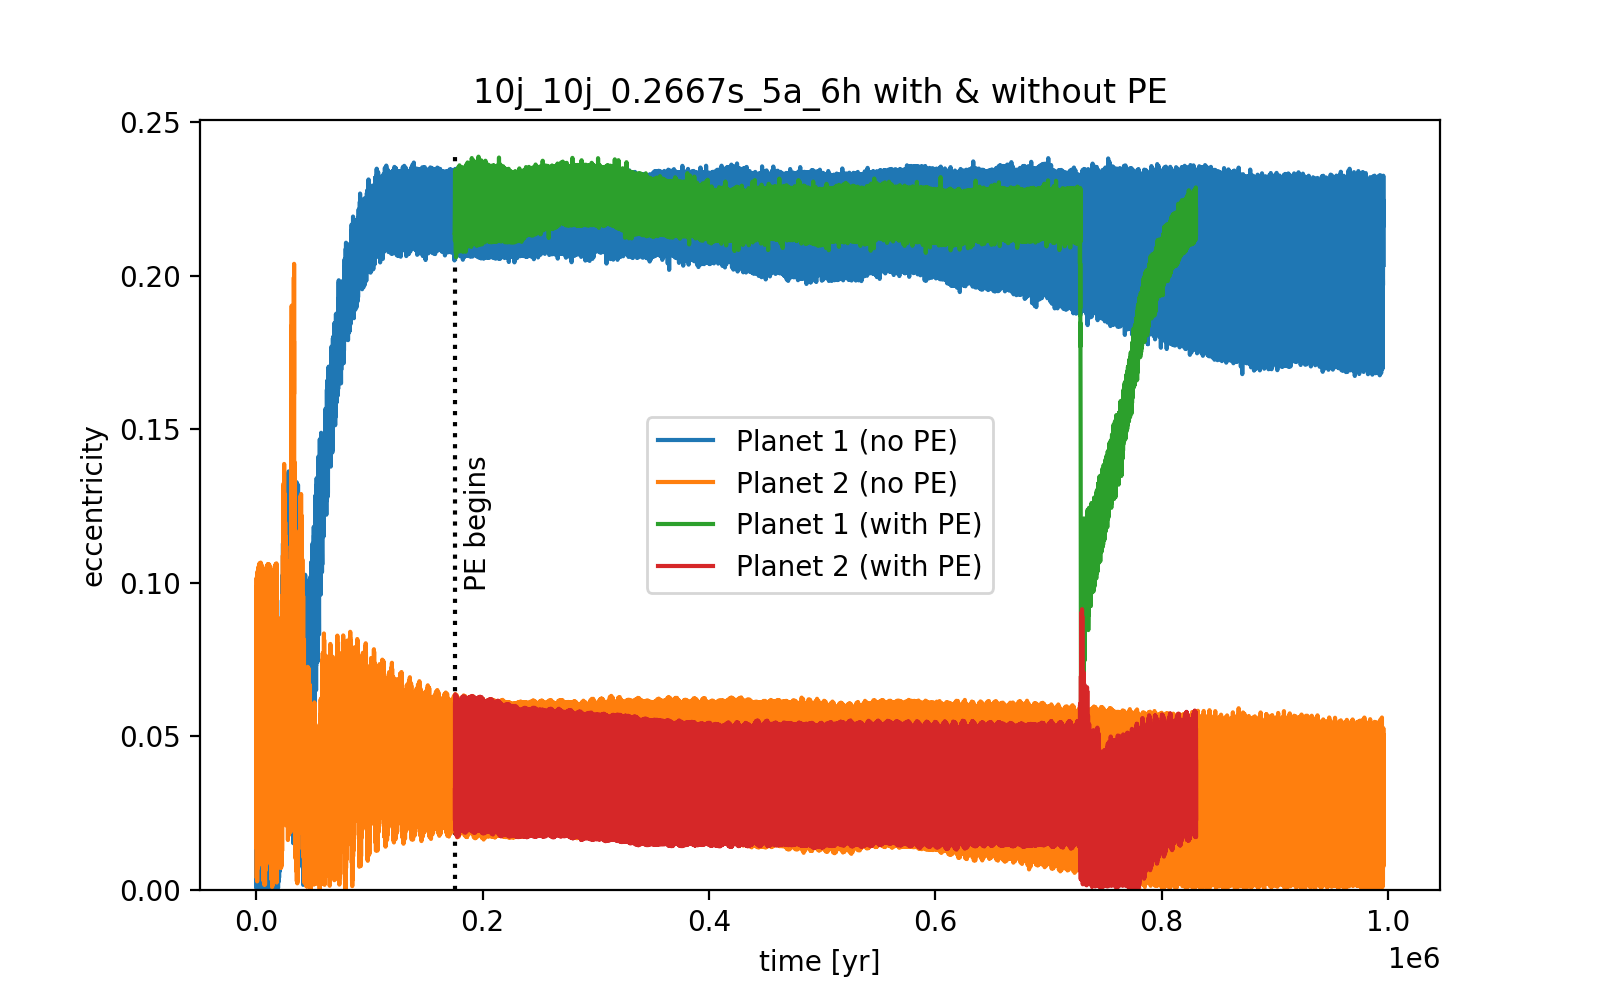 10j_10j_0.2667s_5a_6h with & without PE
0.25
0.20
0.15
0.10
0.05
0.00
eccentricity
PE begins
Planet 1 (no PE)
Planet 2 (no PE)
Planet 1 (with PE)
Planet 2 (with PE)
0.0 0.2 0.4 0.6 0.8 1.0
time [yr]
1e6